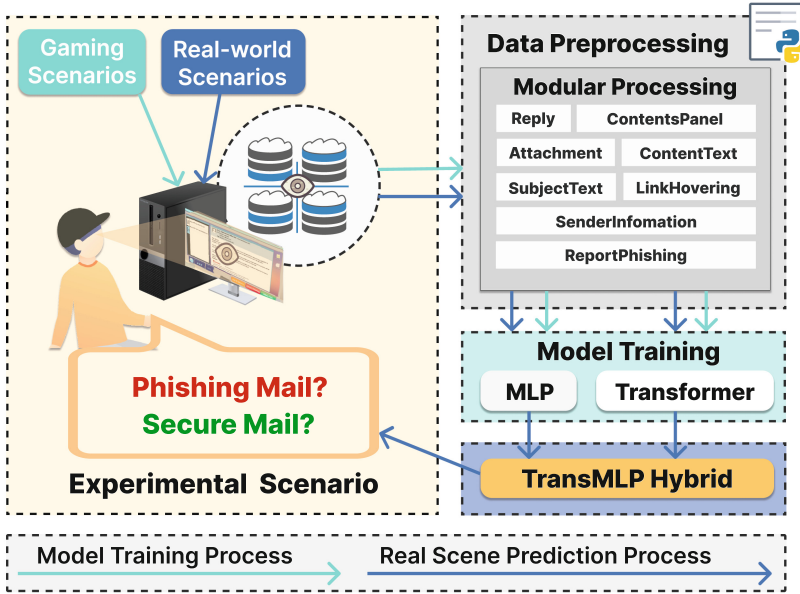 Gaming
Scenarios
Real-world
Scenarios
Data Preprocessing
Modular Processing
Reply
ContentsPanel
Attachment
ContentText
SubjectText
LinkHovering
SenderInfomation
ReportPhishing
Model Training
MLP
Transformer
TransMLP Hybrid
Phishing Mail?
Secure Mail?
Experimental Scenario
Model Training Process
Real Scene Prediction Process